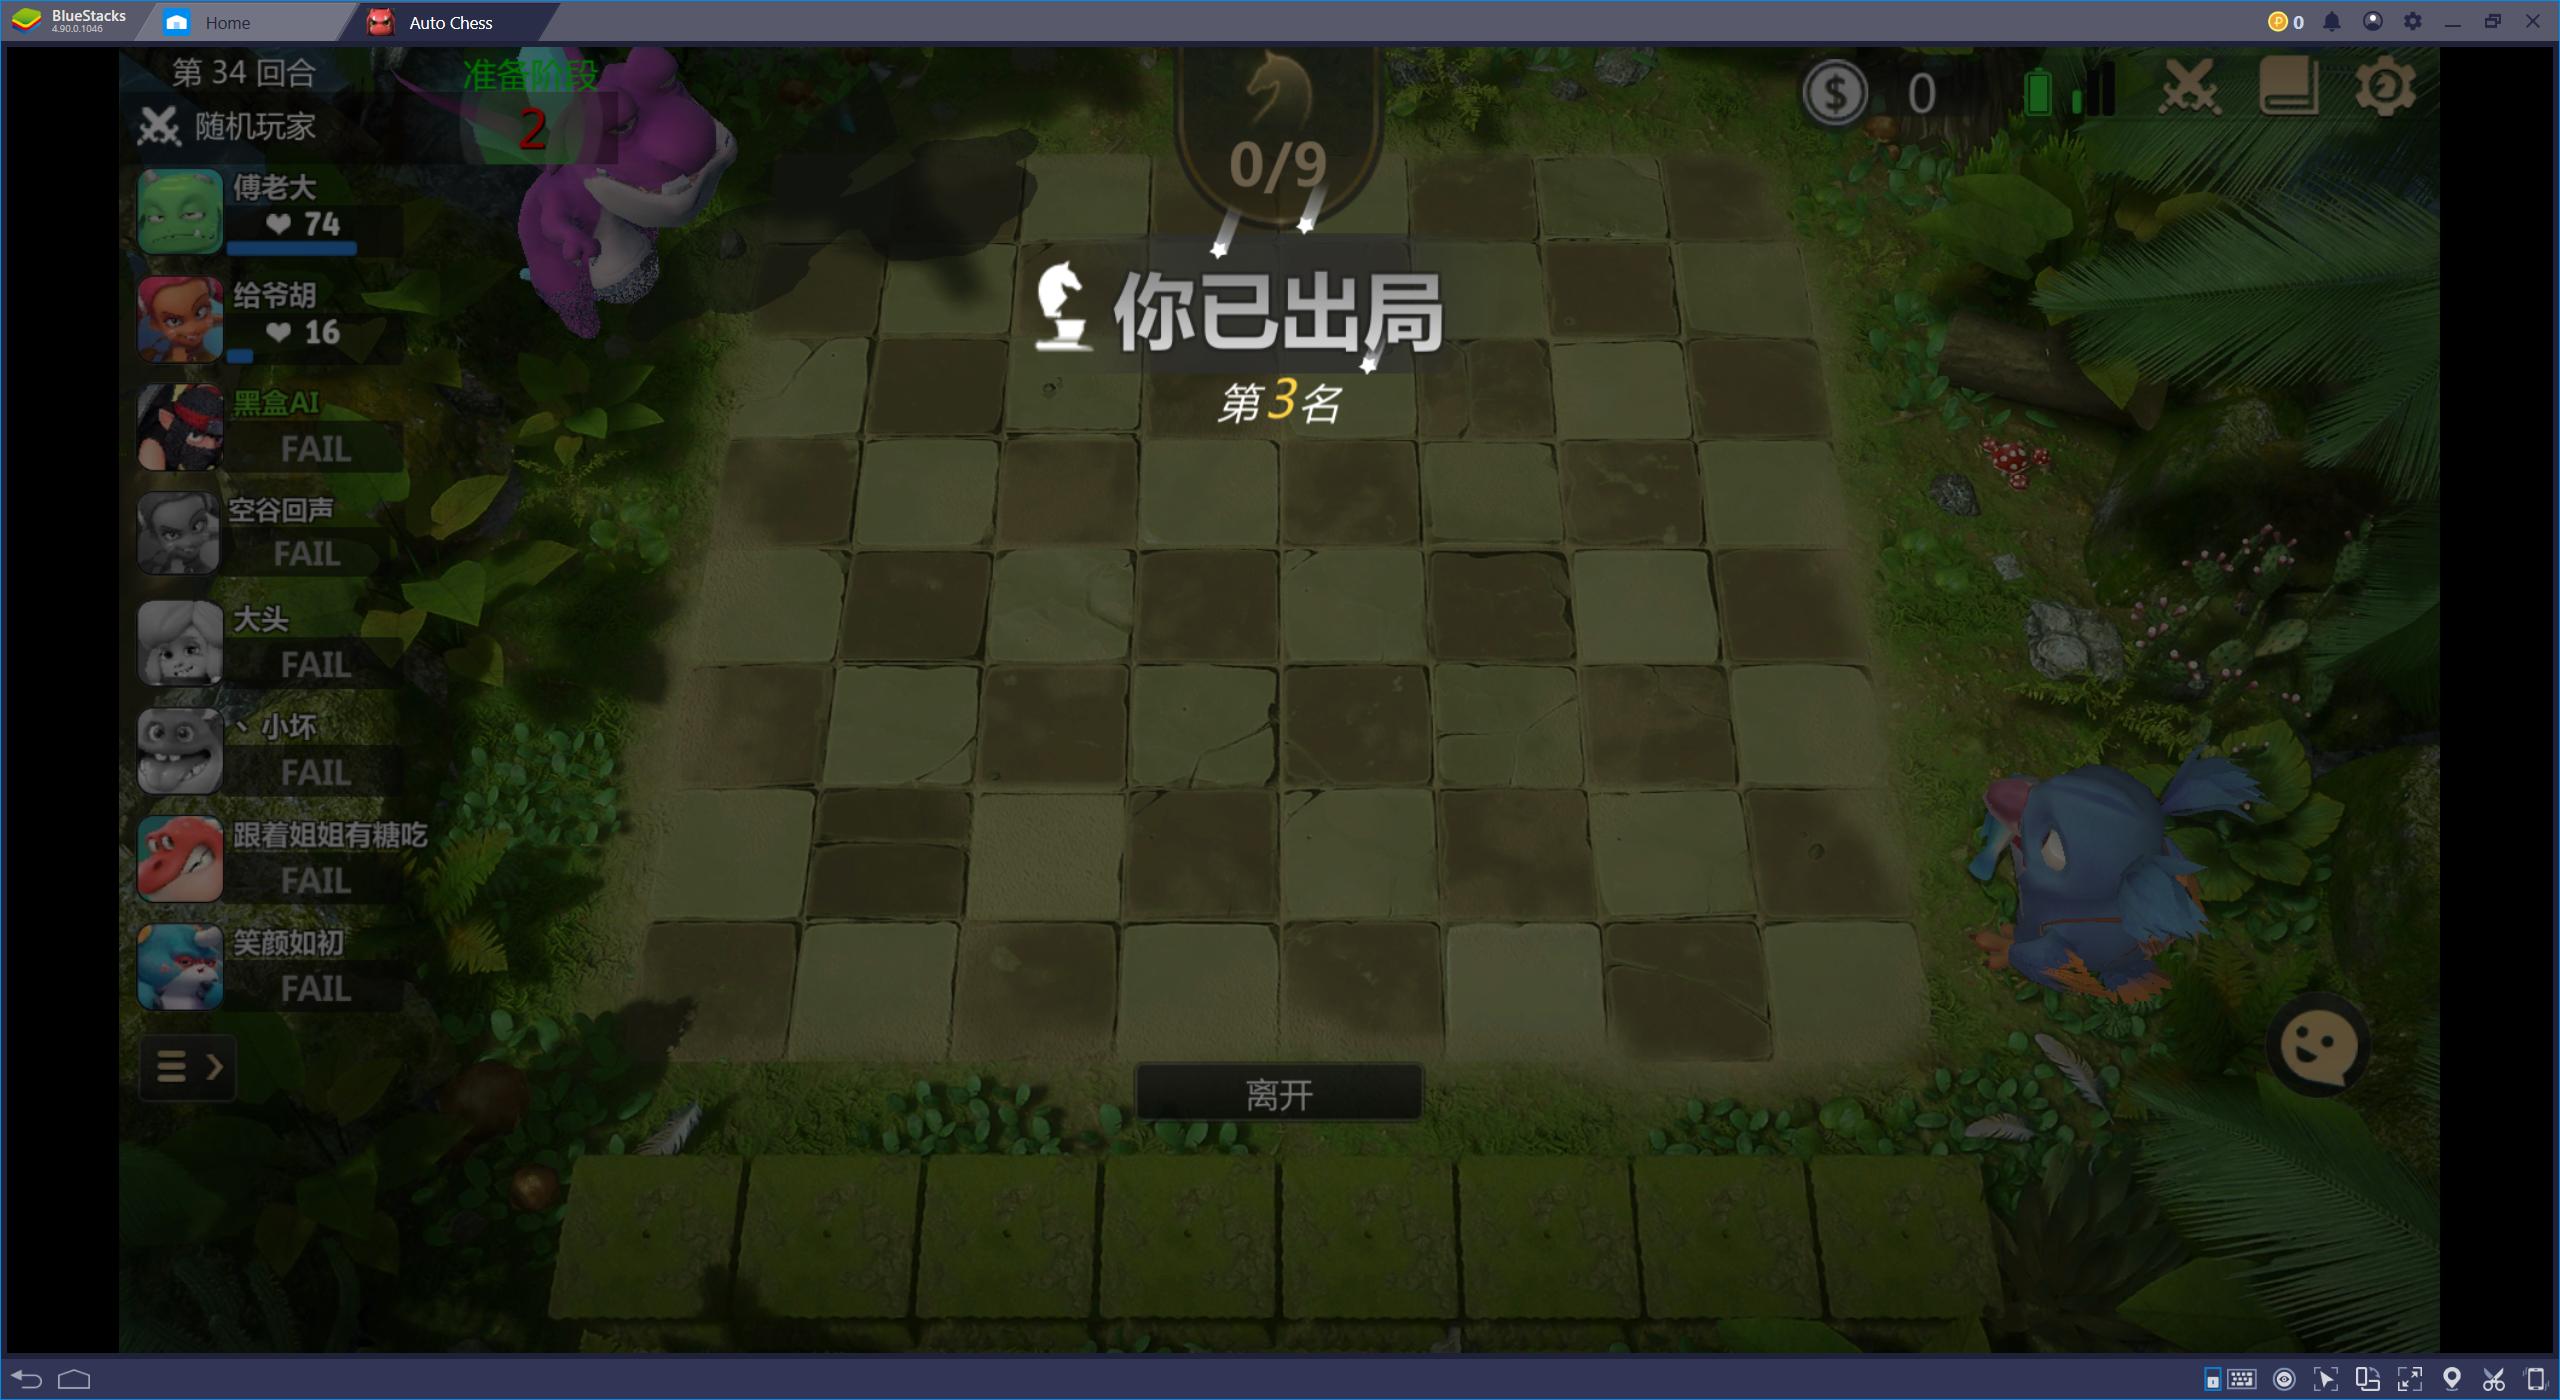 BlueStacks
4.90.0.1046
Home
Auto Chess
0
第 34 回合
准备阶段
随机玩家
2
0/9
0
傅老大
74
给爷胡
16
黑盒AI
FAIL
空谷回声
FAIL
大头
FAIL
丶小坏
FAIL
跟着姐姐有糖吃
FAIL
笑颜如初
FAIL
你已出局
第3名
离开